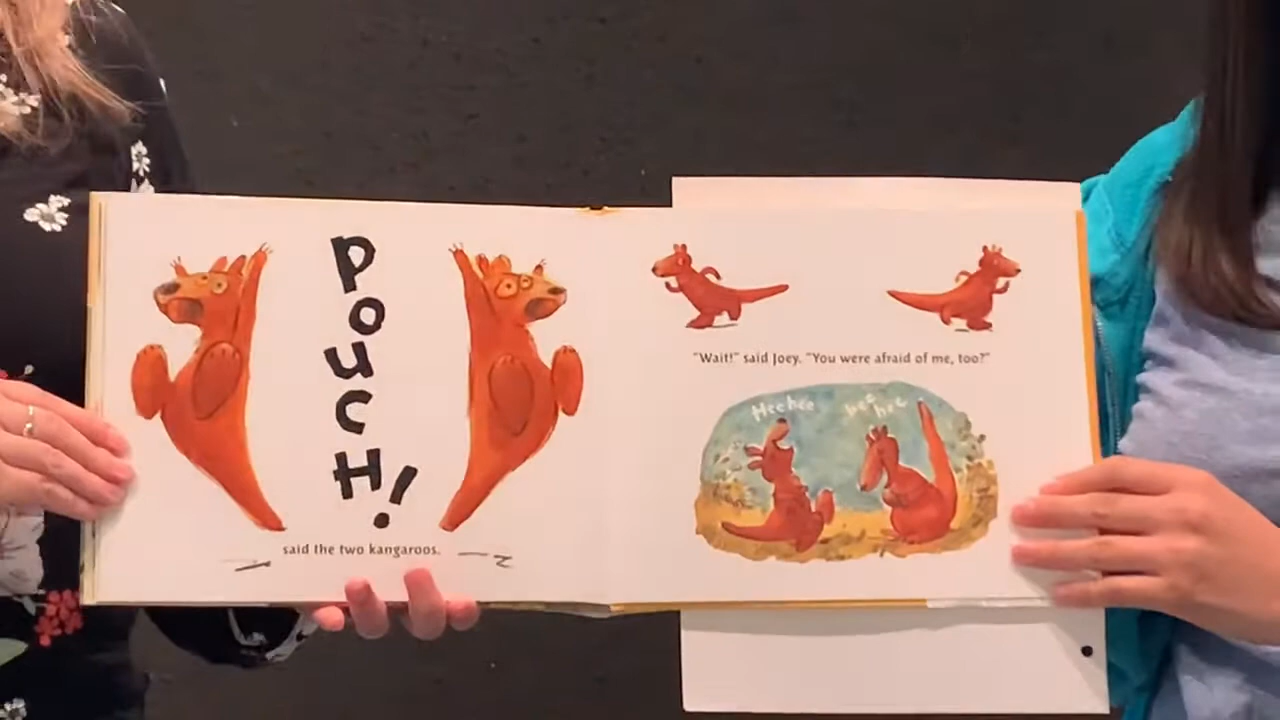 POUCH!
said the two kangaroos.
"Wait!" said Joey. "You were afraid of me, too?"
Hee hee
hee hee